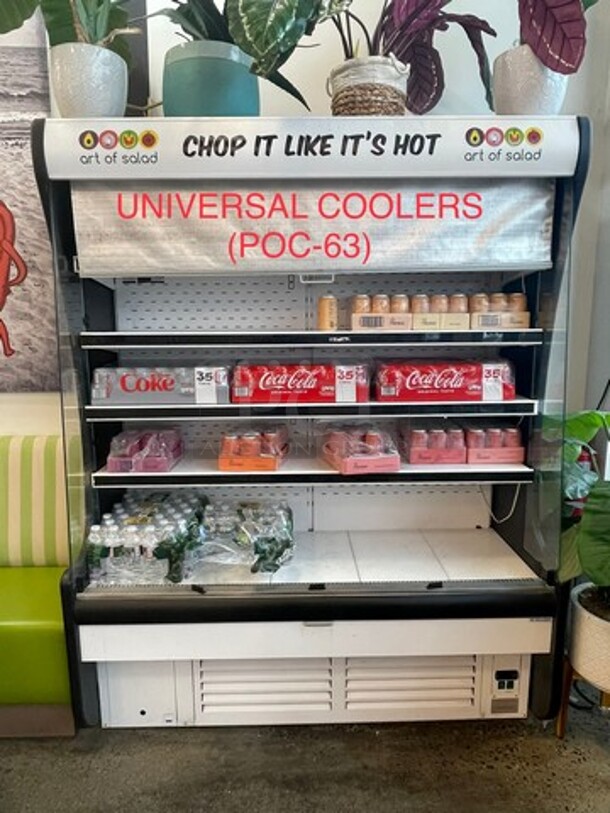 art of salad
CHOP IT LIKE IT'S HOT
art of salad
UNIVERSAL COOLERS
(POC-63)
Coke
35
Coca-Cola
35
Coca-Cola
35